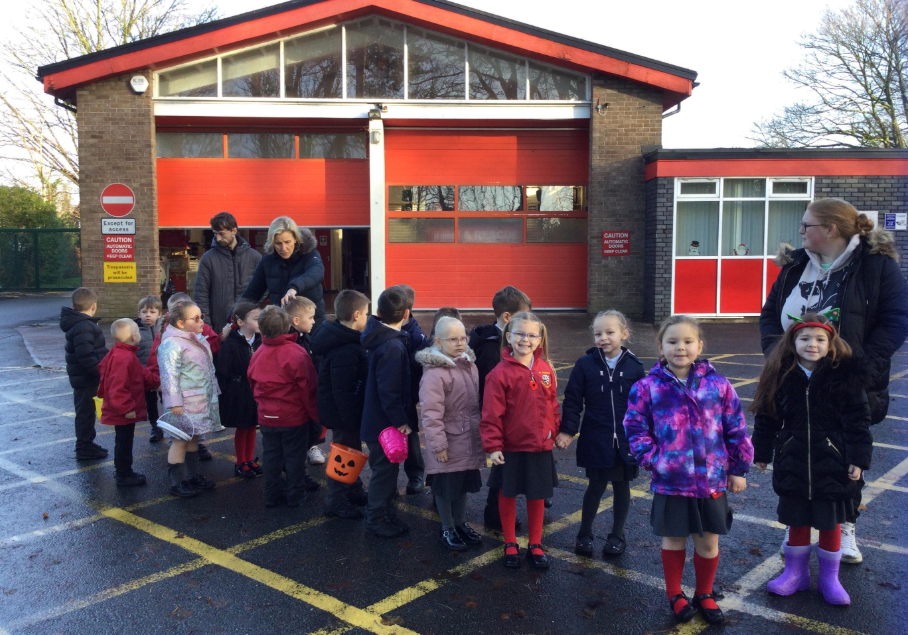 Except for
access
CAUTION
AUTOMATIC
DOORS
KEEP CLEAR
Trespassers
will be
prosecuted
CAUTION
AUTOMATIC DOORS
KEEP CLEAR